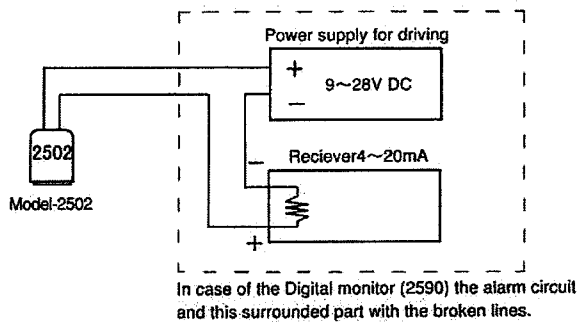 Power supply for driving
+
9～28V DC
−
2502
Model-2502
−
Reciever4～20mA
+
In case of the Digital monitor (2590) the alarm circuit
and this surrounded part with the broken lines.